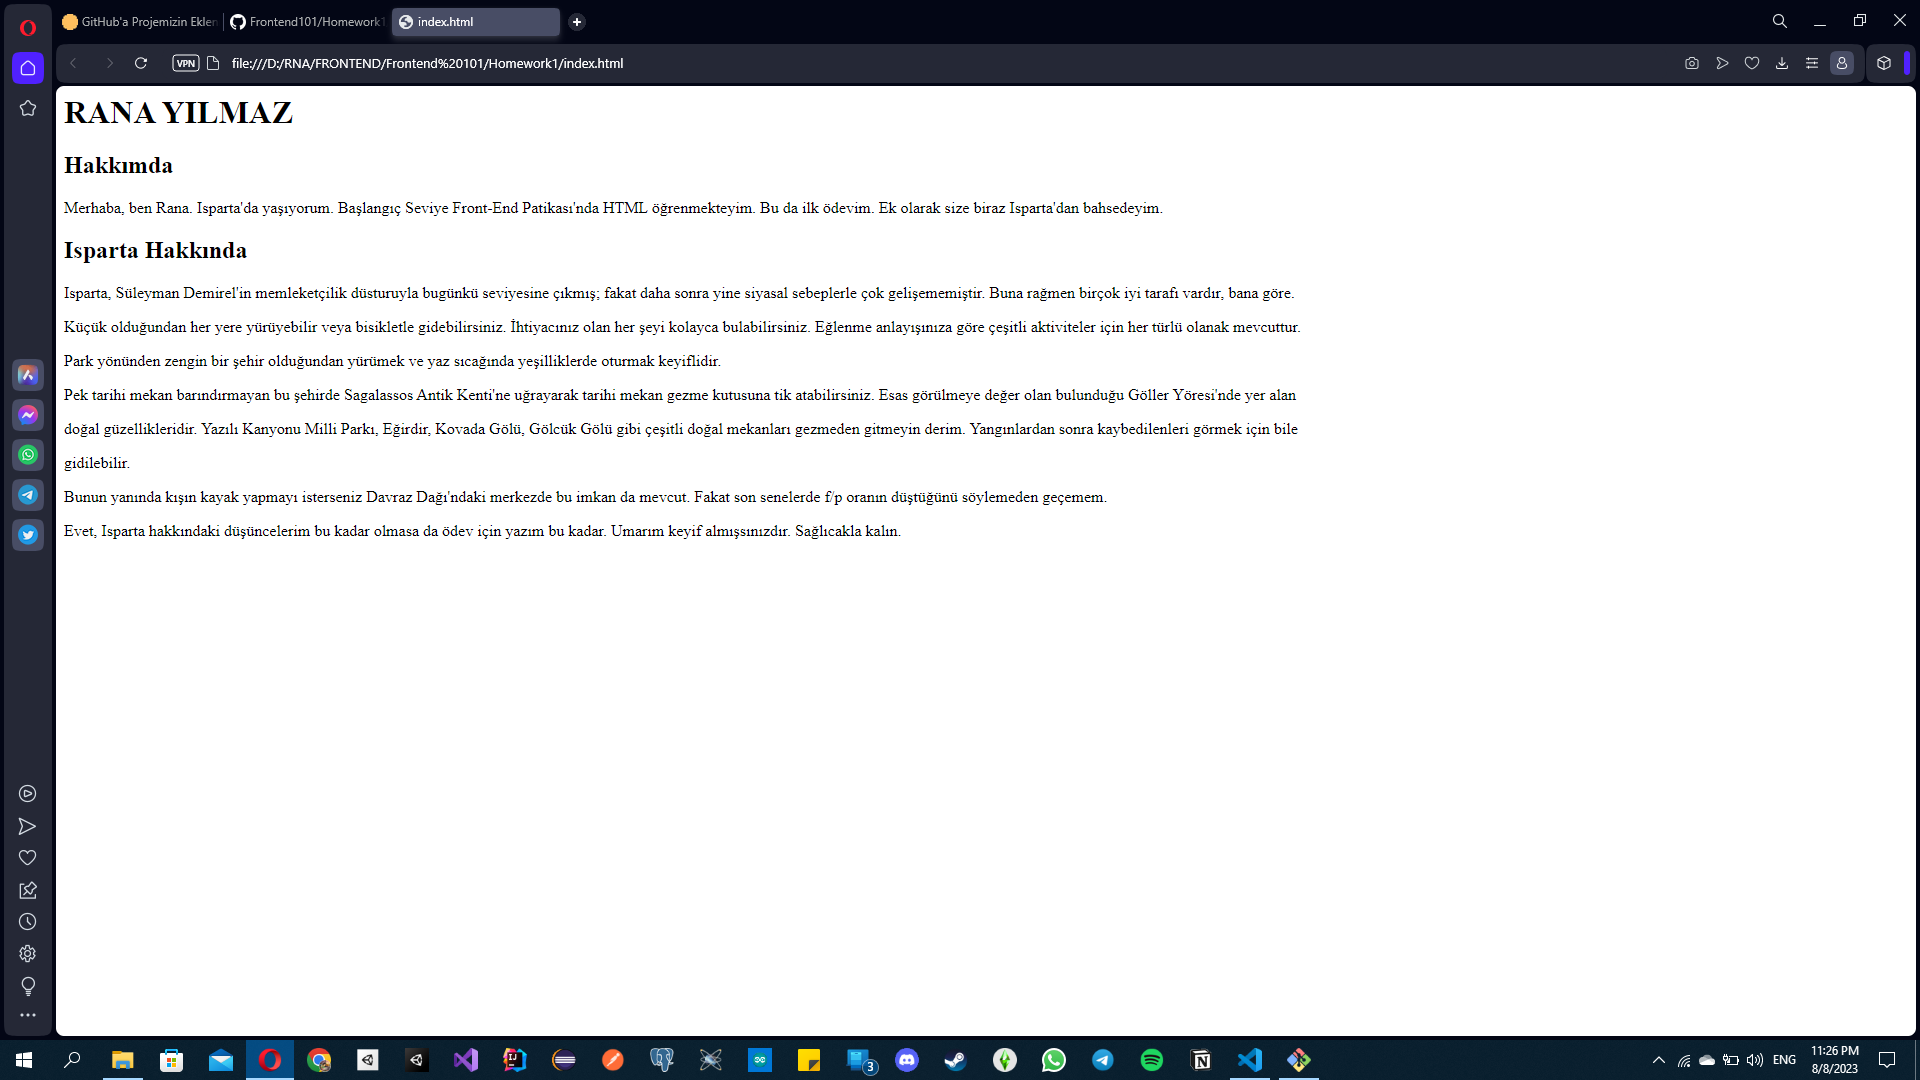 GitHub'a Projemizin Eklen
Frontend101/Homework1
index.html
VPN
file:///D:/RNA/FRONTEND/Frontend%20101/Homework1/index.html
RANA YILMAZ
Hakkımda
Merhaba, ben Rana. Isparta'da yaşıyorum. Başlangıç Seviye Front-End Patikası'nda HTML öğrenmekteyim. Bu da ilk ödevim. Ek olarak size biraz Isparta'dan bahsedeyim.
Isparta Hakkında
Isparta, Süleyman Demirel'in memleketçilik düsturuyla bugünkü seviyesine çıkmış; fakat daha sonra yine siyasal sebeplerle çok gelişememiştir. Buna rağmen birçok iyi tarafı vardır, bana göre.
Küçük olduğundan her yere yürüyebilir veya bisikletle gidebilirsiniz. İhtiyacınız olan her şeyi kolayca bulabilirsiniz. Eğlenme anlayışınıza göre çeşitli aktiviteler için her türlü olanak mevcuttur.
Park yönünden zengin bir şehir olduğundan yürümek ve yaz sıcağında yeşilliklerde oturmak keyiflidir.
Pek tarihi mekan barındırmayan bu şehirde Sagalassos Antik Kenti'ne uğrayarak tarihi mekan gezme kutusuna tik atabilirsiniz. Esas görülmeye değer olan bulunduğu Göller Yöresi'nde yer alan
doğal güzellikleridir. Yazılı Kanyonu Milli Parkı, Eğirdir, Kovada Gölü, Gölcük Gölü gibi çeşitli doğal mekanları gezmeden gitmeyin derim. Yangınlardan sonra kaybedilenleri görmek için bile
gidilebilir.
Bunun yanında kışın kayak yapmayı isterseniz Davraz Dağı'ndaki merkezde bu imkan da mevcut. Fakat son senelerde f/p oranın düştüğünü söylemeden geçemem.
Evet, Isparta hakkındaki düşüncelerim bu kadar olmasa da ödev için yazım bu kadar. Umarım keyif almışsınızdır. Sağlıcakla kalın.
3
ENG
11:26 PM
8/8/2023